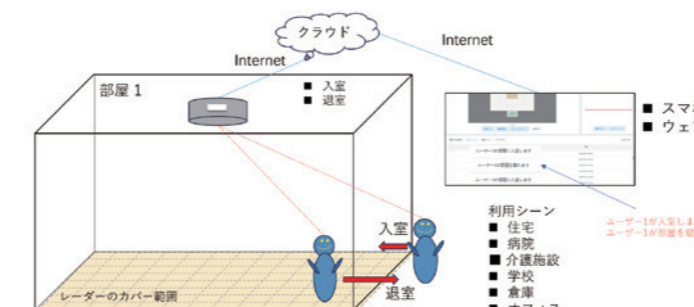 クラウド
Internet
Internet
部屋1
■ 入室
■ 退室
■ スマ
■ ウェ
入室
退室
レーダーのカバー範囲
利用シーン
■ 住宅
■ 病院
■ 介護施設
■ 学校
■ 倉庫
ユーザー1が入室しま
ユーザー1が部屋を